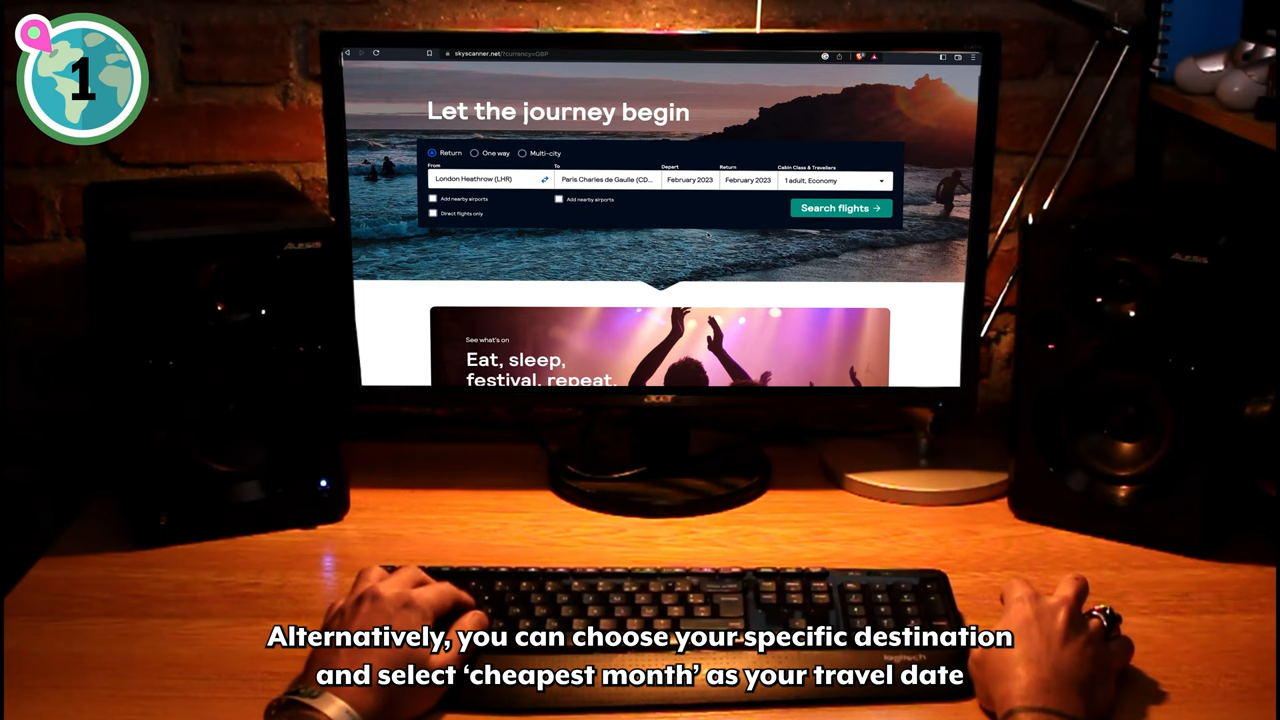 1
skyscanner.net/?currency=GBP
Let the journey begin
Return One way Multi-city
From To Depart Return Cabin Class & Travellers
London Heathrow (LHR) Paris Charles de Gaulle (CD... February 2023 February 2023 1 adult, Economy
Add nearby airports Add nearby airports
Direct flights only
Search flights →
See what's on
Eat, sleep,
festival, repeat.
acer
Alternatively, you can choose your specific destination
and select ‘cheapest month’ as your travel date